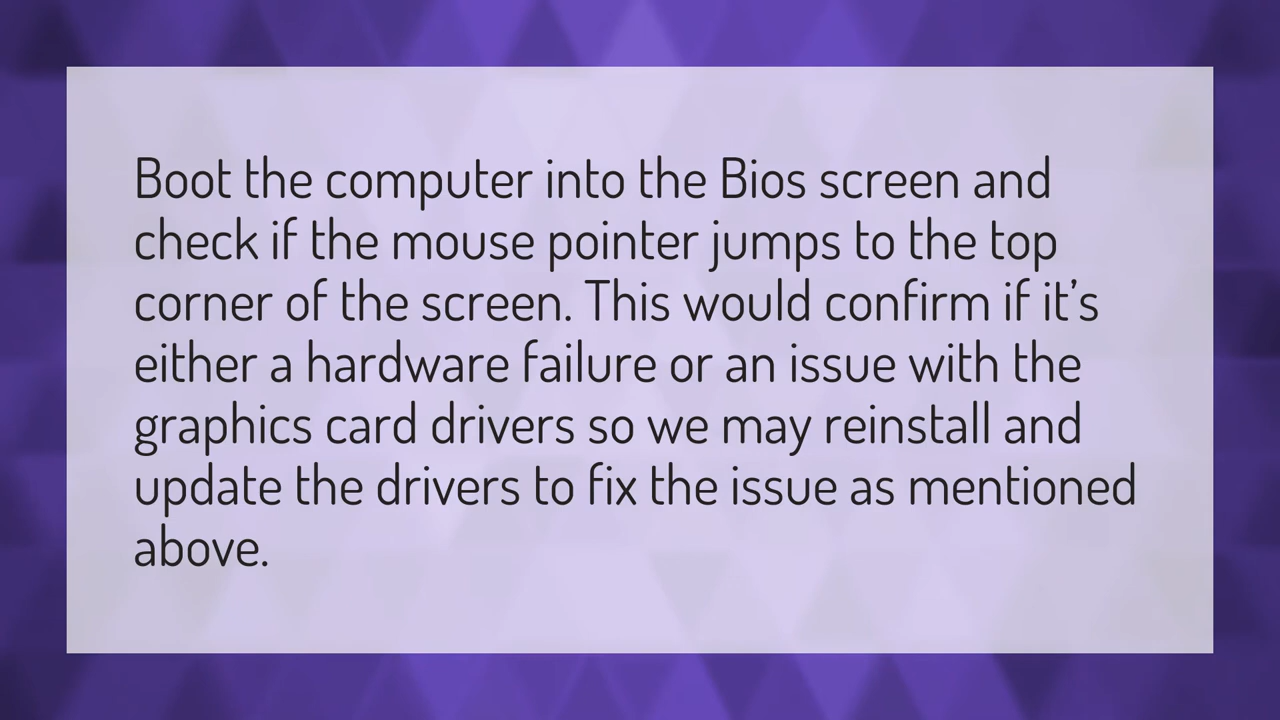 Boot the computer into the Bios screen and
check if the mouse pointer jumps to the top
corner of the screen. This would confirm if it’s
either a hardware failure or an issue with the
graphics card drivers so we may reinstall and
update the drivers to fix the issue as mentioned
above.